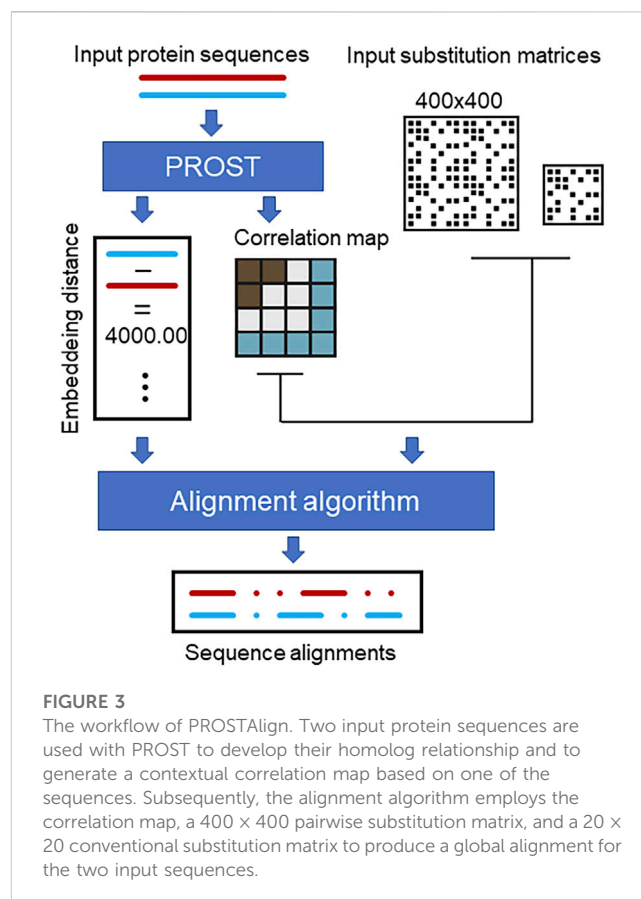 Input protein sequences
Input substitution matrices
400x400
PROST
Correlation map
Embeddeing distance
−
=
4000.00
Alignment algorithm
Sequence alignments
FIGURE 3
The workflow of PROSTAlign. Two input protein sequences are
used with PROST to develop their homolog relationship and to
generate a contextual correlation map based on one of the
sequences. Subsequently, the alignment algorithm employs the
correlation map, a 400 × 400 pairwise substitution matrix, and a 20 ×
20 conventional substitution matrix to produce a global alignment for
the two input sequences.